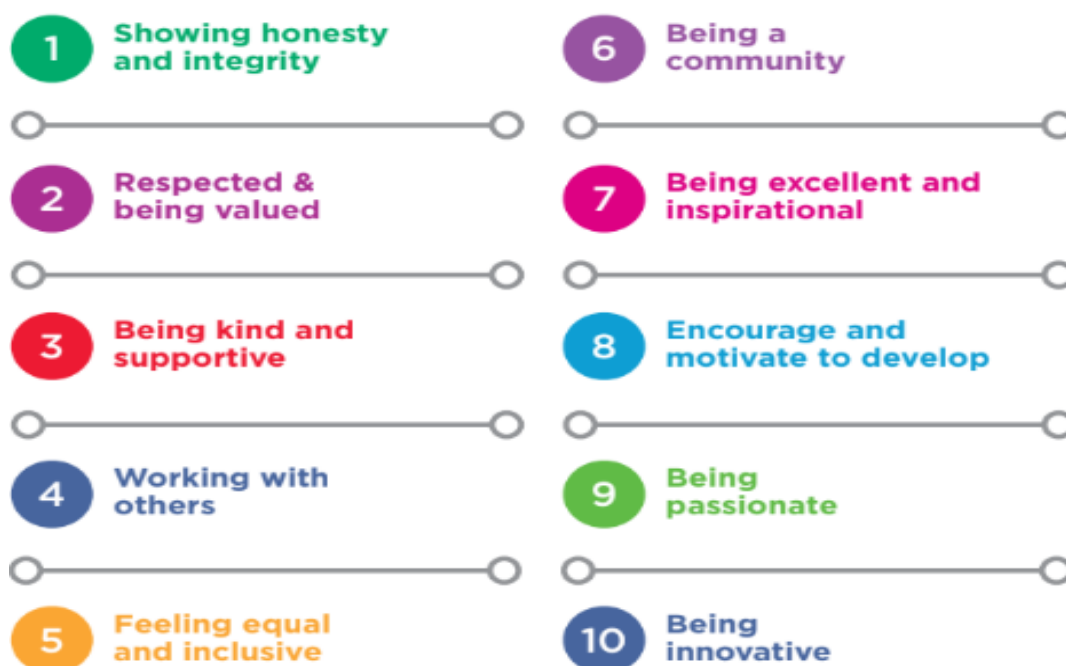 1
Showing honesty
and integrity
2
Respected &
being valued
3
Being kind and
supportive
4
Working with
others
5
Feeling equal
and inclusive
6
Being a
community
7
Being excellent and
inspirational
8
Encourage and
motivate to develop
9
Being
passionate
10
Being
innovative